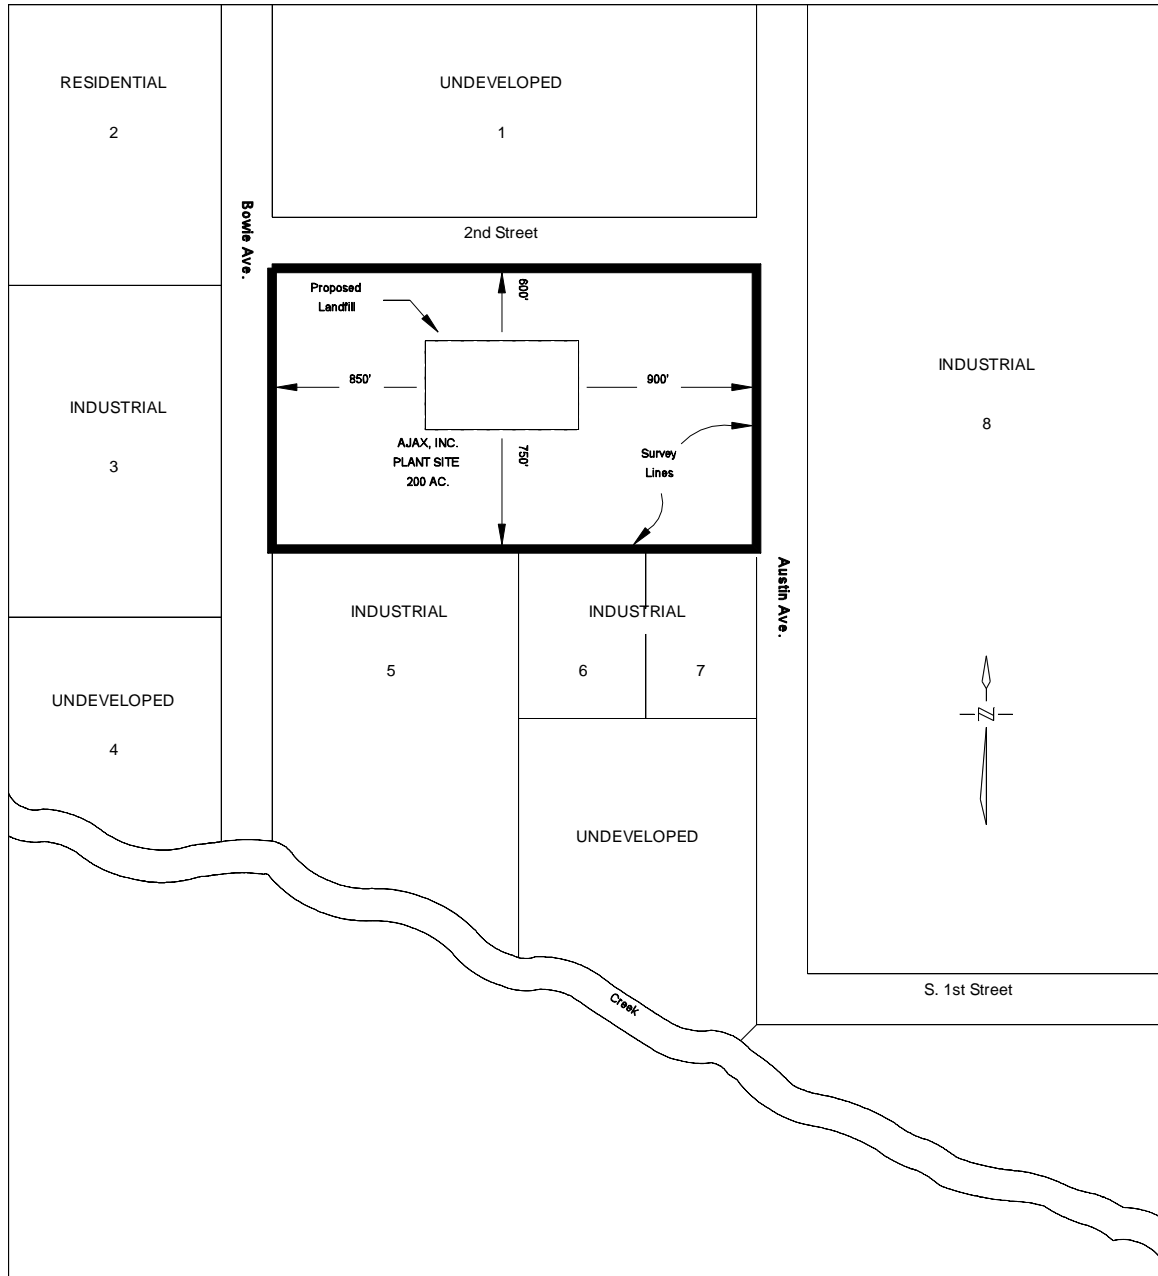 RESIDENTIAL
2
UNDEVELOPED
1
Bowie Ave.
2nd Street
Proposed
Landfill
600'
850'
900'
AJAX, INC.
PLANT SITE
200 AC.
750'
Survey
Lines
INDUSTRIAL
8
INDUSTRIAL
3
Austin Ave.
INDUSTRIAL
5
INDUSTRIAL
6
7
UNDEVELOPED
4
N
UNDEVELOPED
S. 1st Street
Creek